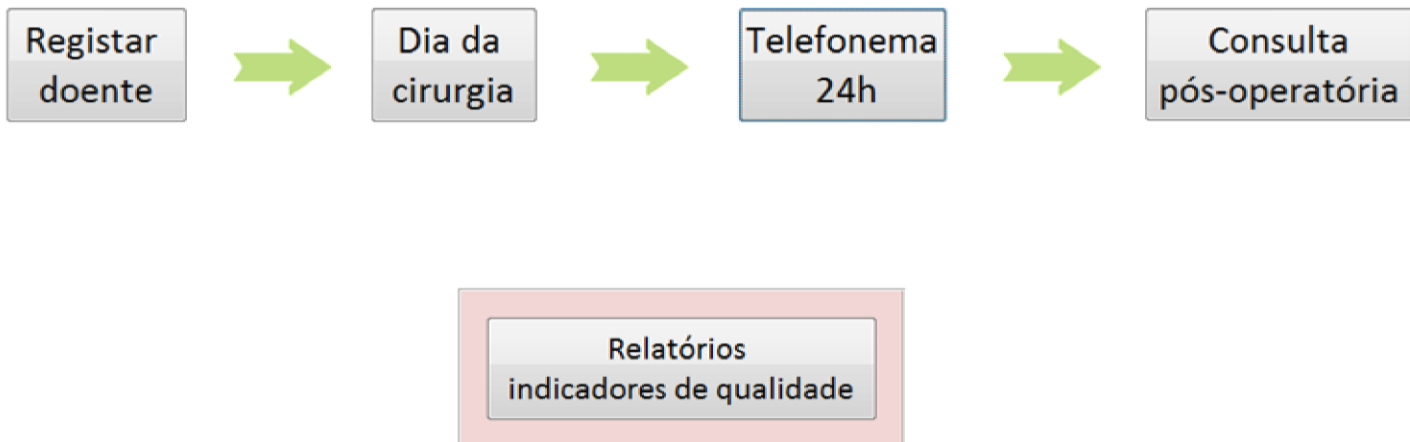 Registar
doente
Dia da
cirurgia
Telefonema
24h
Consulta
pós-operatória
Relatórios
indicadores de qualidade